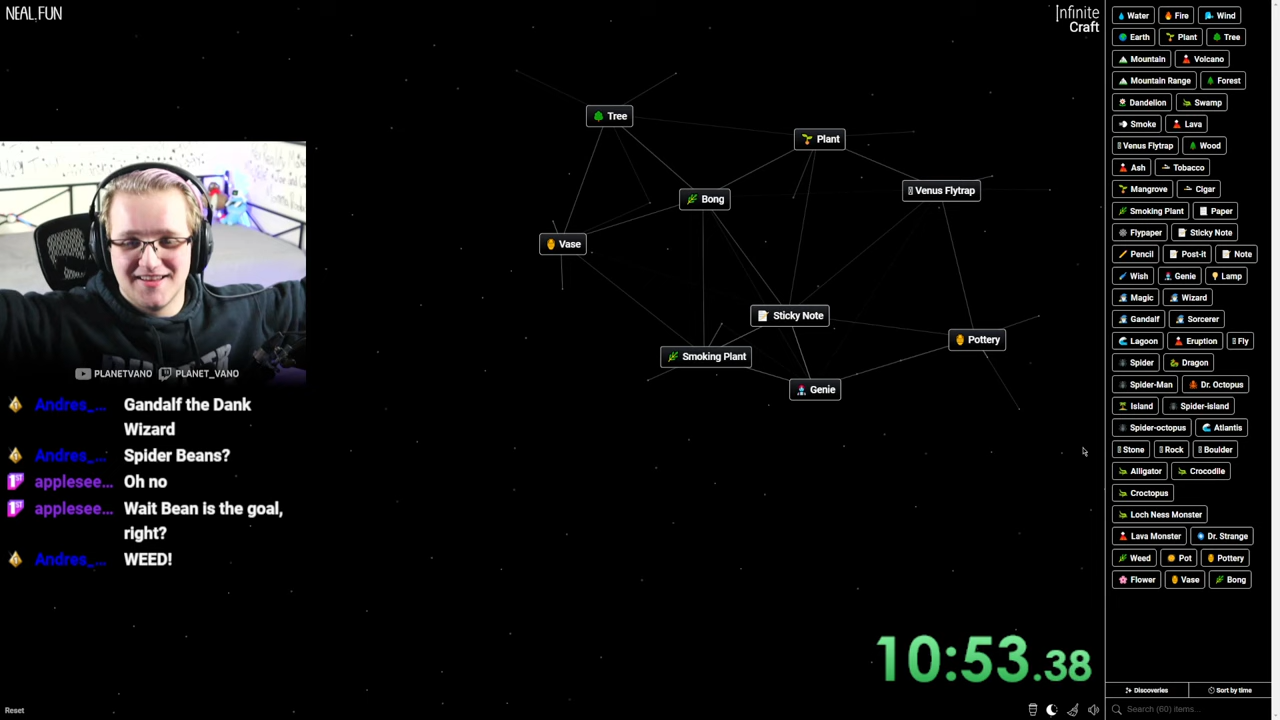 NEAL.FUN
Infinite
Craft
Tree
Plant
Bong
Venus Flytrap
Vase
Sticky Note
Smoking Plant
Pottery
Genie
PLANETVANO PLANET_VANO
Andres_... Gandalf the Dank
Wizard
Andres_... Spider Beans?
applesee... Oh no
applesee... Wait Bean is the goal,
right?
Andres_... WEED!
10:53.38
Reset
Water Fire Wind
Earth Plant Tree
Mountain Volcano
Mountain Range Forest
Dandelion Swamp
Smoke Lava
Venus Flytrap Wood
Ash Tobacco
Mangrove Cigar
Smoking Plant Paper
Flypaper Sticky Note
Pencil Post-it Note
Wish Genie Lamp
Magic Wizard
Gandalf Sorcerer
Lagoon Eruption Fly
Spider Dragon
Spider-Man Dr. Octopus
Island Spider-island
Spider-octopus Atlantis
Stone Rock Boulder
Alligator Crocodile
Croctopus
Loch Ness Monster
Lava Monster Dr. Strange
Weed Pot Pottery
Flower Vase Bong
Discoveries Sort by time
Search (60) items...